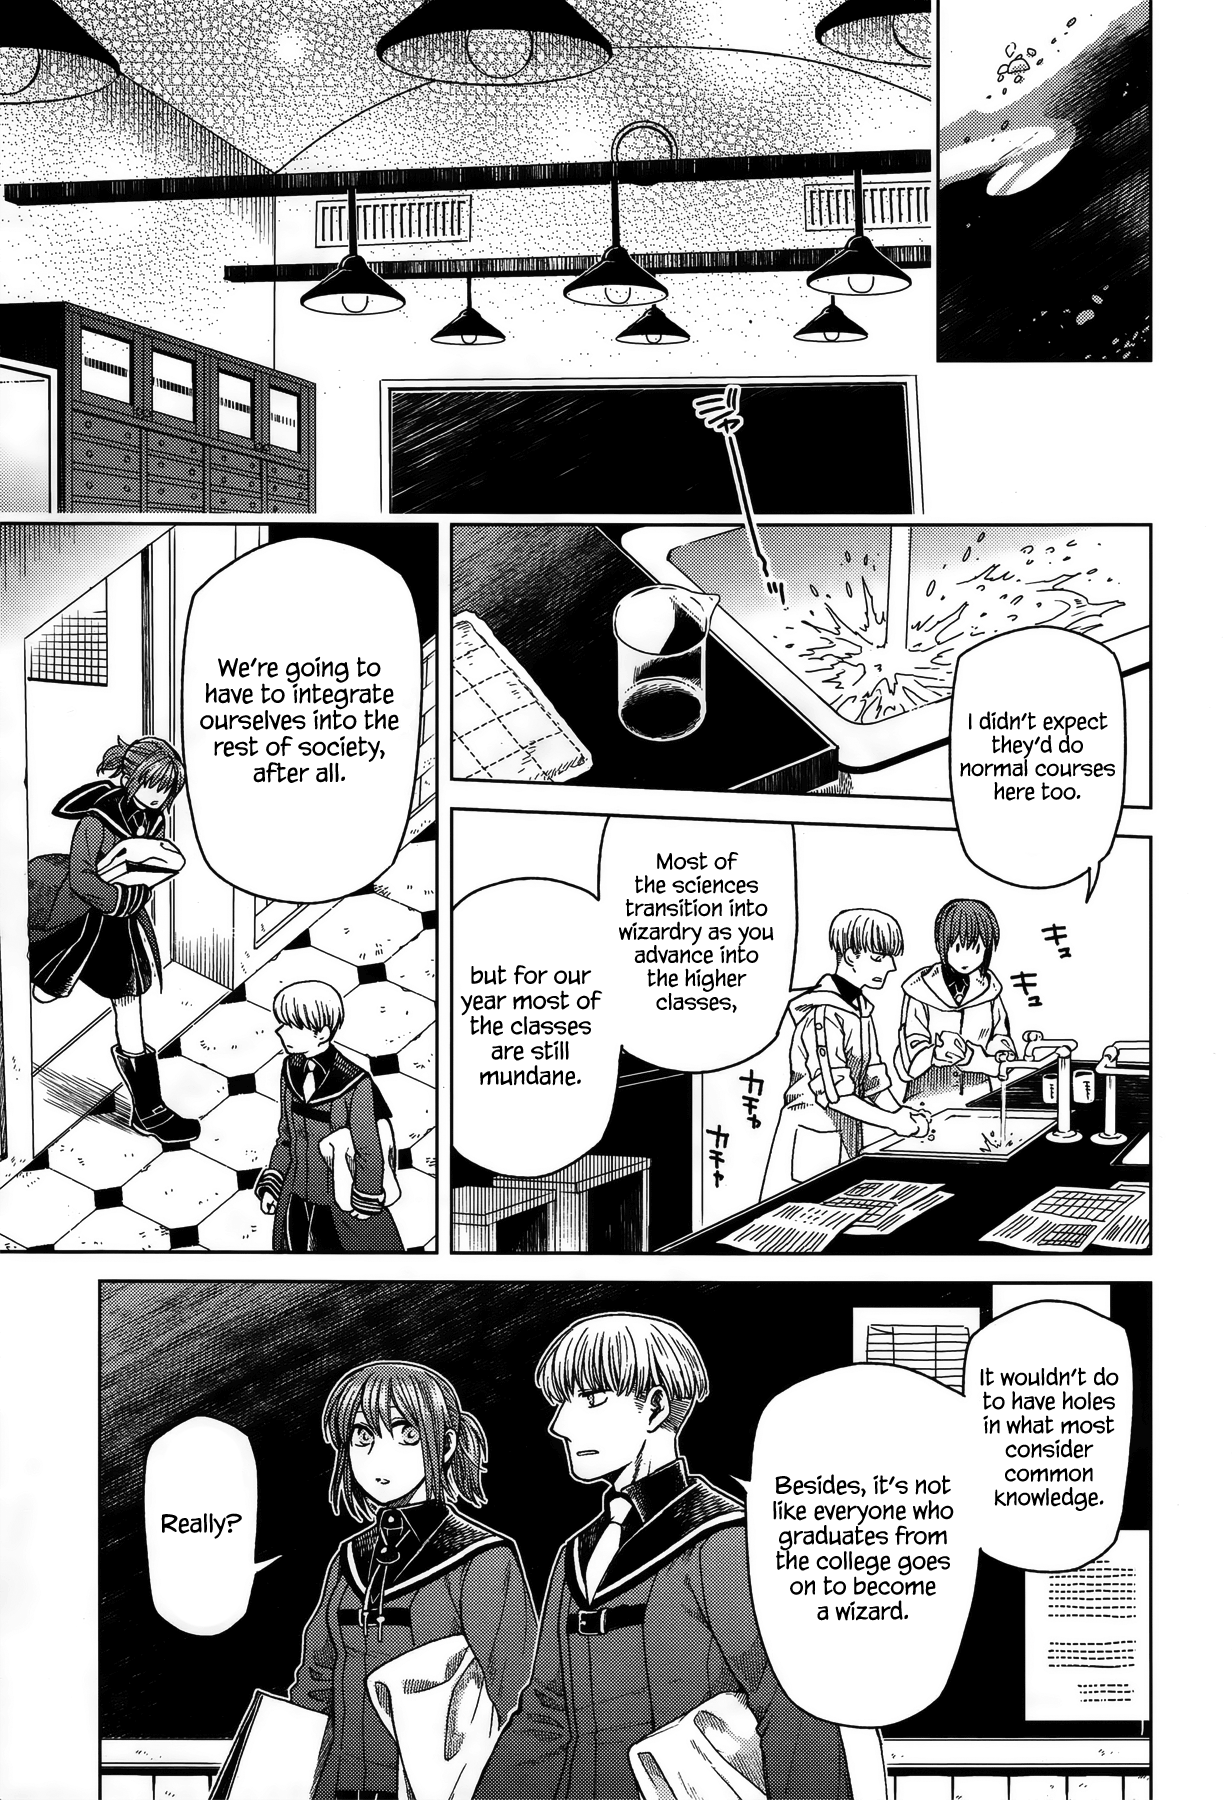 ジャーッ
I didn't expect
they'd do
normal courses
here too.
キュ
キュ
Most of
the sciences
transition into
wizardry as you
advance into
the higher
classes,
but for our
year most of
the classes
are still
mundane.
カチャ
カチャ
We're going to
have to integrate
ourselves into the
rest of society,
after all.
It wouldn't do
to have holes
in what most
consider
common
knowledge.
Besides, it's not
like everyone who
graduates from
the college goes
on to become
a wizard.
Really?